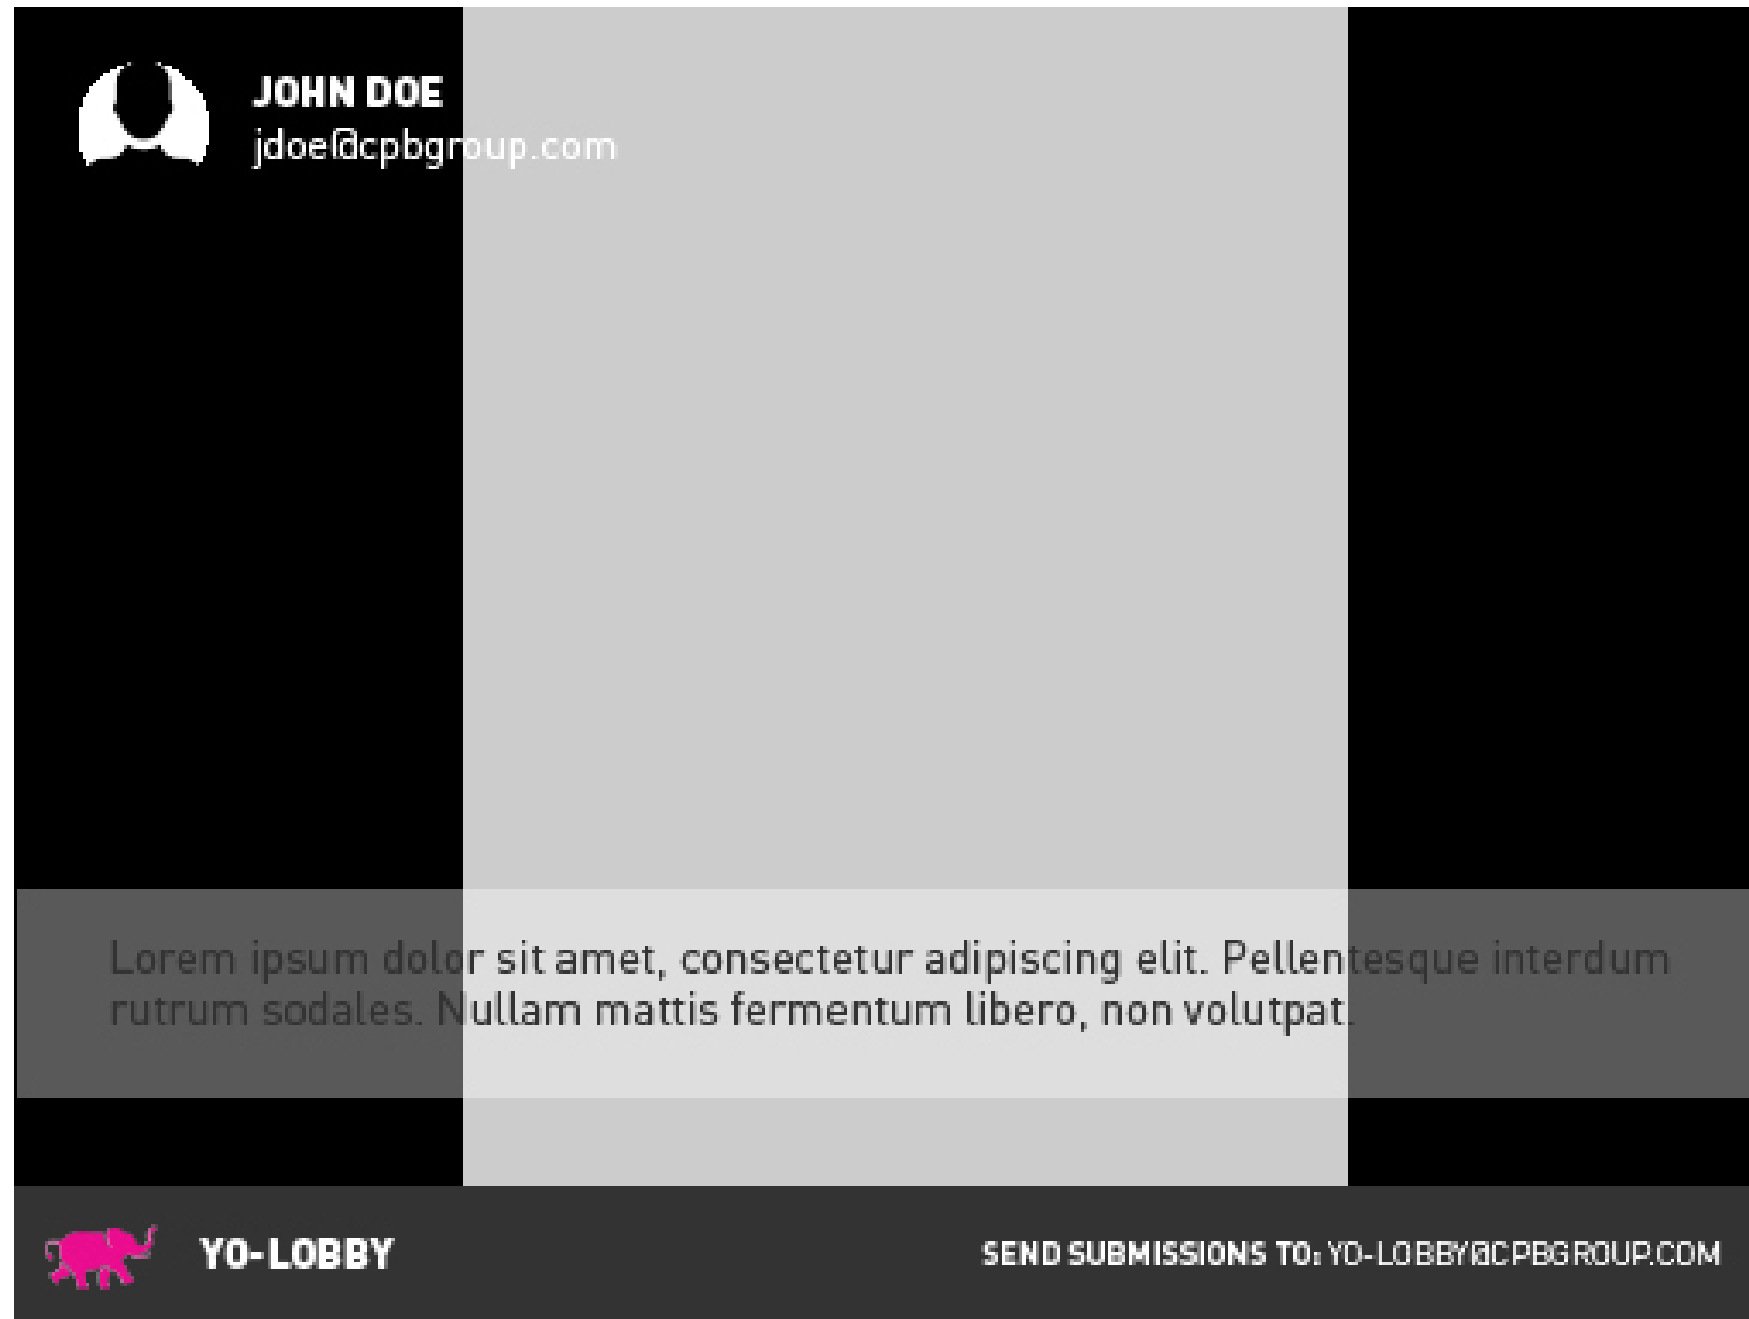 JOHN DOE
jdoe@cpbgroup.com
Lorem ipsum dolor sit amet, consectetur adipiscing elit. Pellentesque interdum
rutrum sodales. Nullam mattis fermentum libero, non volutpat.
YO-LOBBY
SEND SUBMISSIONS TO: YO-LOBBY@CPBGROUP.COM